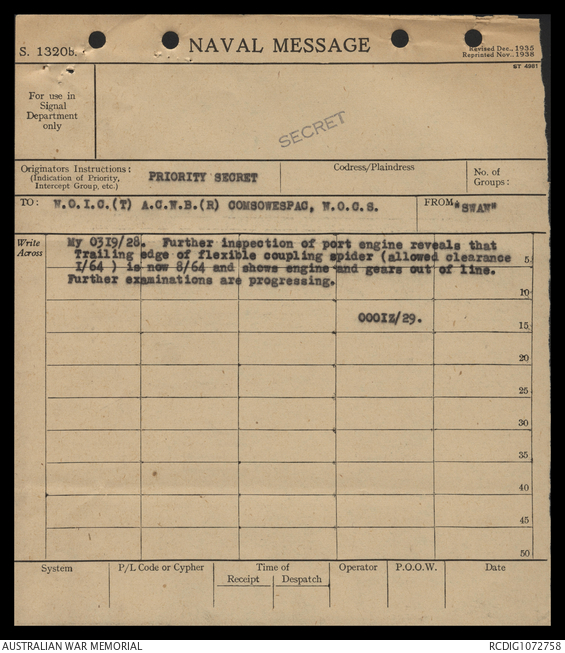 S. 1320b.
NAVAL MESSAGE
Revised Dec., 1935
Reprinted Nov., 1938
For use in
Signal
Department
only
SECRET
Originators Instructions:
(Indication of Priority,
Intercept Group, etc.)
PRIORITY SECRET
Codress/Plaindress
No. of
Groups:
TO: N.O.I.C.(T) A.C.N.B.(R) COMSOWESPAC, N.O.C.S.
FROM "SWAN"
Write
Across
My 0319/28. Further inspection of port engine reveals that
Trailing edge of flexible coupling spider (allowed clearance
I/64 ) is now 8/64 and shows engine and gears out of line.
Further examinations are progressing.
000IZ/29.
5
10
15
20
25
30
35
40
45
50
System
P/L Code or Cypher
Time of
Receipt
Despatch
Operator
P.O.O.W.
Date
AUSTRALIAN WAR MEMORIAL
RCDIG1072758